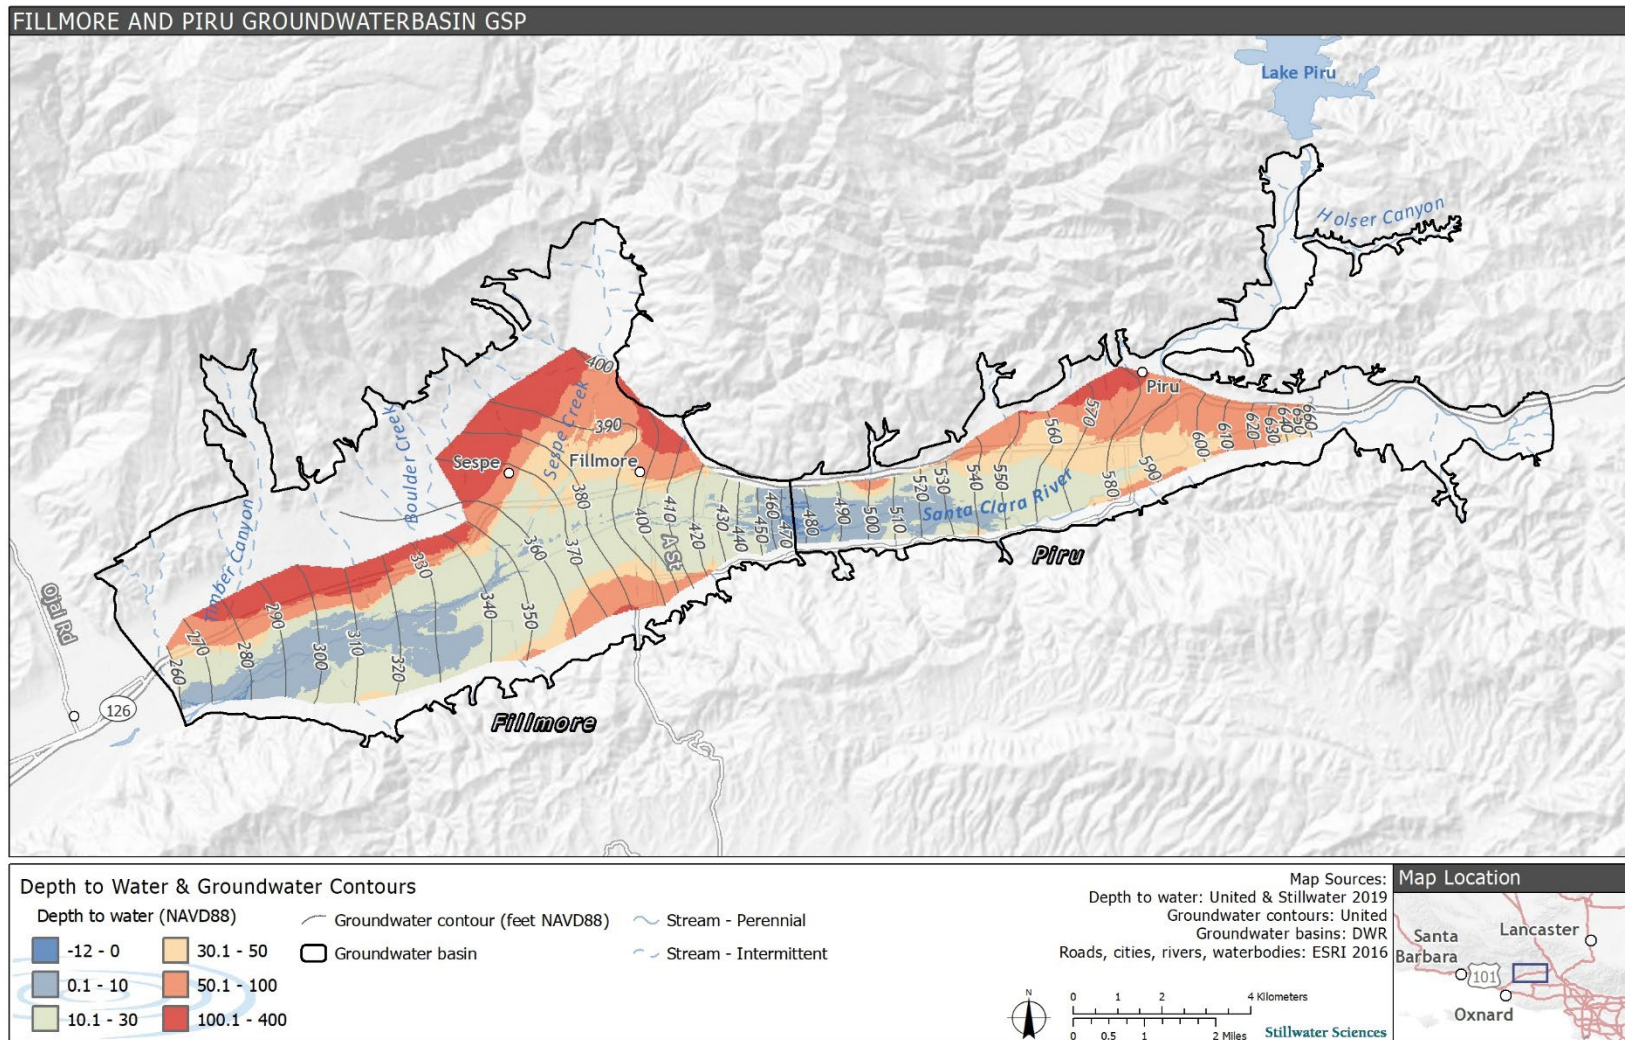 FILLMORE AND PIRU GROUNDWATERBASIN GSP
Lake Piru
Holser Canyon
Piru
Sespe Creek
Boulder Creek
Timber Canyon
Sespe
Fillmore
Santa Clara River
A St
Ojai Rd
126
Piru
Fillmore
400
390
380
400
410
420
430
440
450
460
470
480
490
500
510
520
530
540
550
560
570
580
590
600
610
620
630
640
650
660
370
360
350
340
330
320
310
300
290
280
270
260
Depth to Water & Groundwater Contours
Depth to water (NAVD88)
-12 - 0
0.1 - 10
10.1 - 30
30.1 - 50
50.1 - 100
100.1 - 400
Groundwater contour (feet NAVD88)
Groundwater basin
Stream - Perennial
Stream - Intermittent
Map Sources:
Depth to water: United & Stillwater 2019
Groundwater contours: United
Groundwater basins: DWR
Roads, cities, rivers, waterbodies: ESRI 2016
N
0 1 2 4 Kilometers
0 0.5 1 2 Miles
Stillwater Sciences
Map Location
Santa
Barbara
101
Lancaster
Oxnard